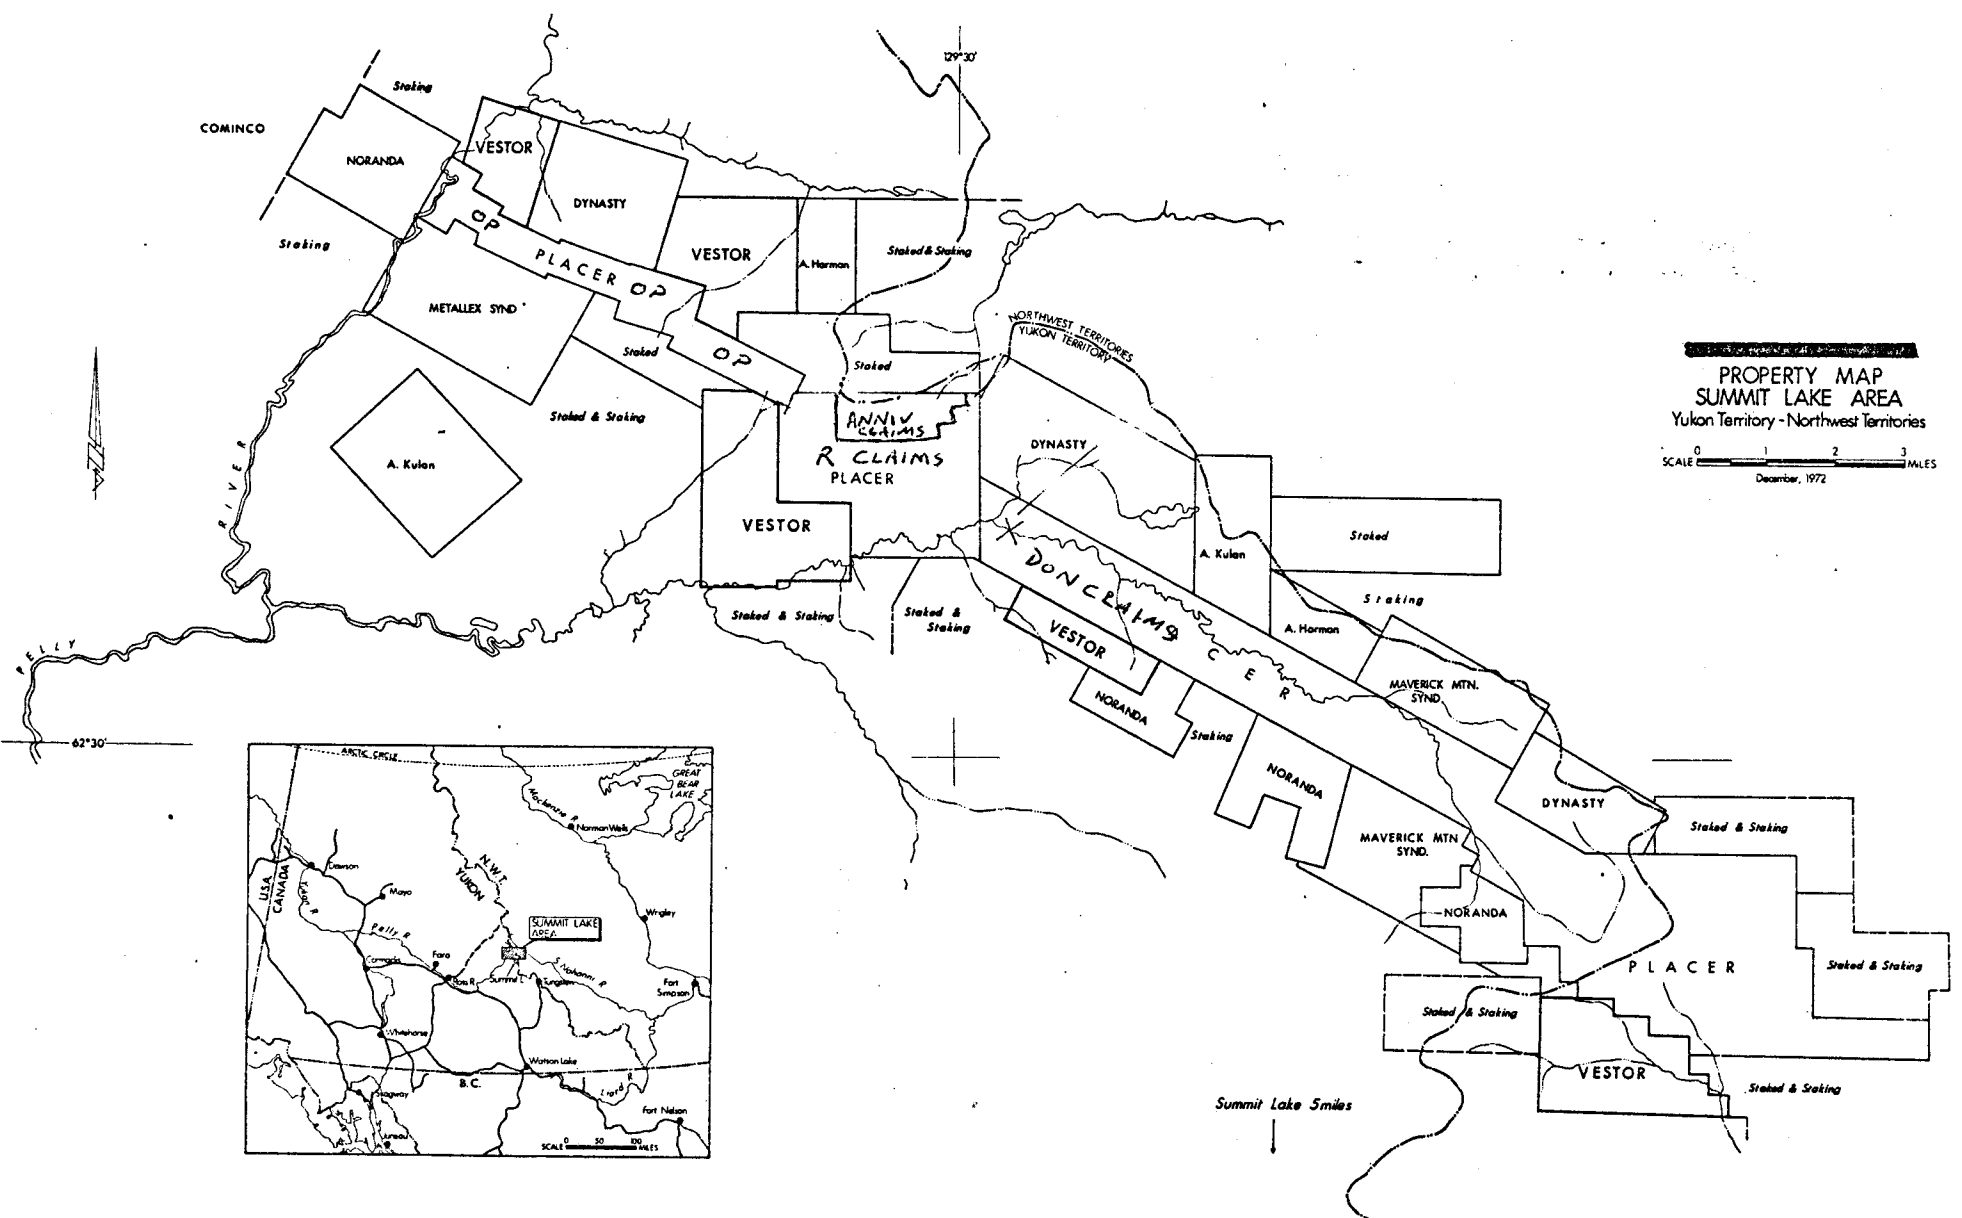 129°30'
Staking
COMINCO
NORANDA
VESTOR
DYNASTY
OP
PLACER
OP
OP
VESTOR
A. Harman
Staked & Staking
Staking
METALLEX SYND.
Staked
Staked
NORTHWEST TERRITORIES
YUKON TERRITORY
PROPERTY MAP
SUMMIT LAKE AREA
Yukon Territory - Northwest Territories
0 1 2 3
SCALE MILES
December, 1972
Staked & Staking
ANNIV
CLAIMS
R CLAIMS
PLACER
DYNASTY
A. Kulan
RIVER
VESTOR
A. Kulan
Staked
Staking
DON CLAIMS
C E R
Staked & Staking
Staked &
Staking
VESTOR
A. Harman
PELLY
NORANDA
Staking
MAVERICK MTN.
SYND.
62°30'
NORANDA
DYNASTY
Staked & Staking
MAVERICK MTN
SYND.
NORANDA
PLACER
Staked & Staking
Staked & Staking
VESTOR
Staked & Staking
Summit Lake 5miles
ARCTIC CIRCLE
GREAT
BEAR
LAKE
Mackenzie R
Norman Wells
N.W.T.
YUKON
U.S.A.
CANADA
Dawson
Yukon R
Mayo
Pelly R
SUMMIT LAKE
AREA
Wrigley
Carmacks
Faro
Ross R
Summit L
Tungsten
S Nahanni R
Fort
Simpson
Whitehorse
Watson Lake
B.C.
Liard R
Skagway
Fort Nelson
Juneau
0 50 100
SCALE MILES